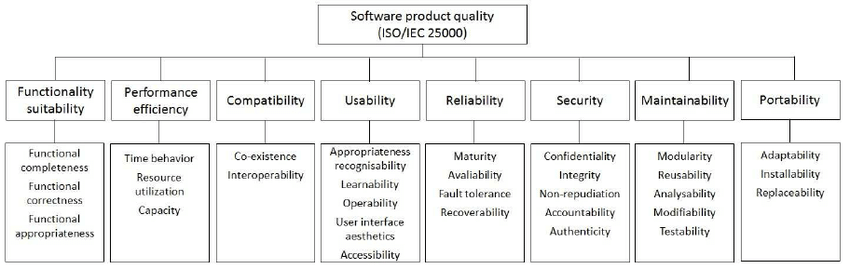 Software product quality
(ISO/IEC 25000)
Functionality
suitability
Performance
efficiency
Compatibility
Usability
Reliability
Security
Maintainability
Portability
Functional
completeness
Functional
correctness
Functional
appropriateness
Time behavior
Resource
utilization
Capacity
Co-existence
Interoperability
Appropriateness
recognisability
Learnability
Operability
User interface
aesthetics
Accessibility
Maturity
Avaliability
Fault tolerance
Recoverability
Confidentiality
Integrity
Non-repudiation
Accountability
Authenticity
Modularity
Reusability
Analysability
Modifiability
Testability
Adaptability
Installability
Replaceability